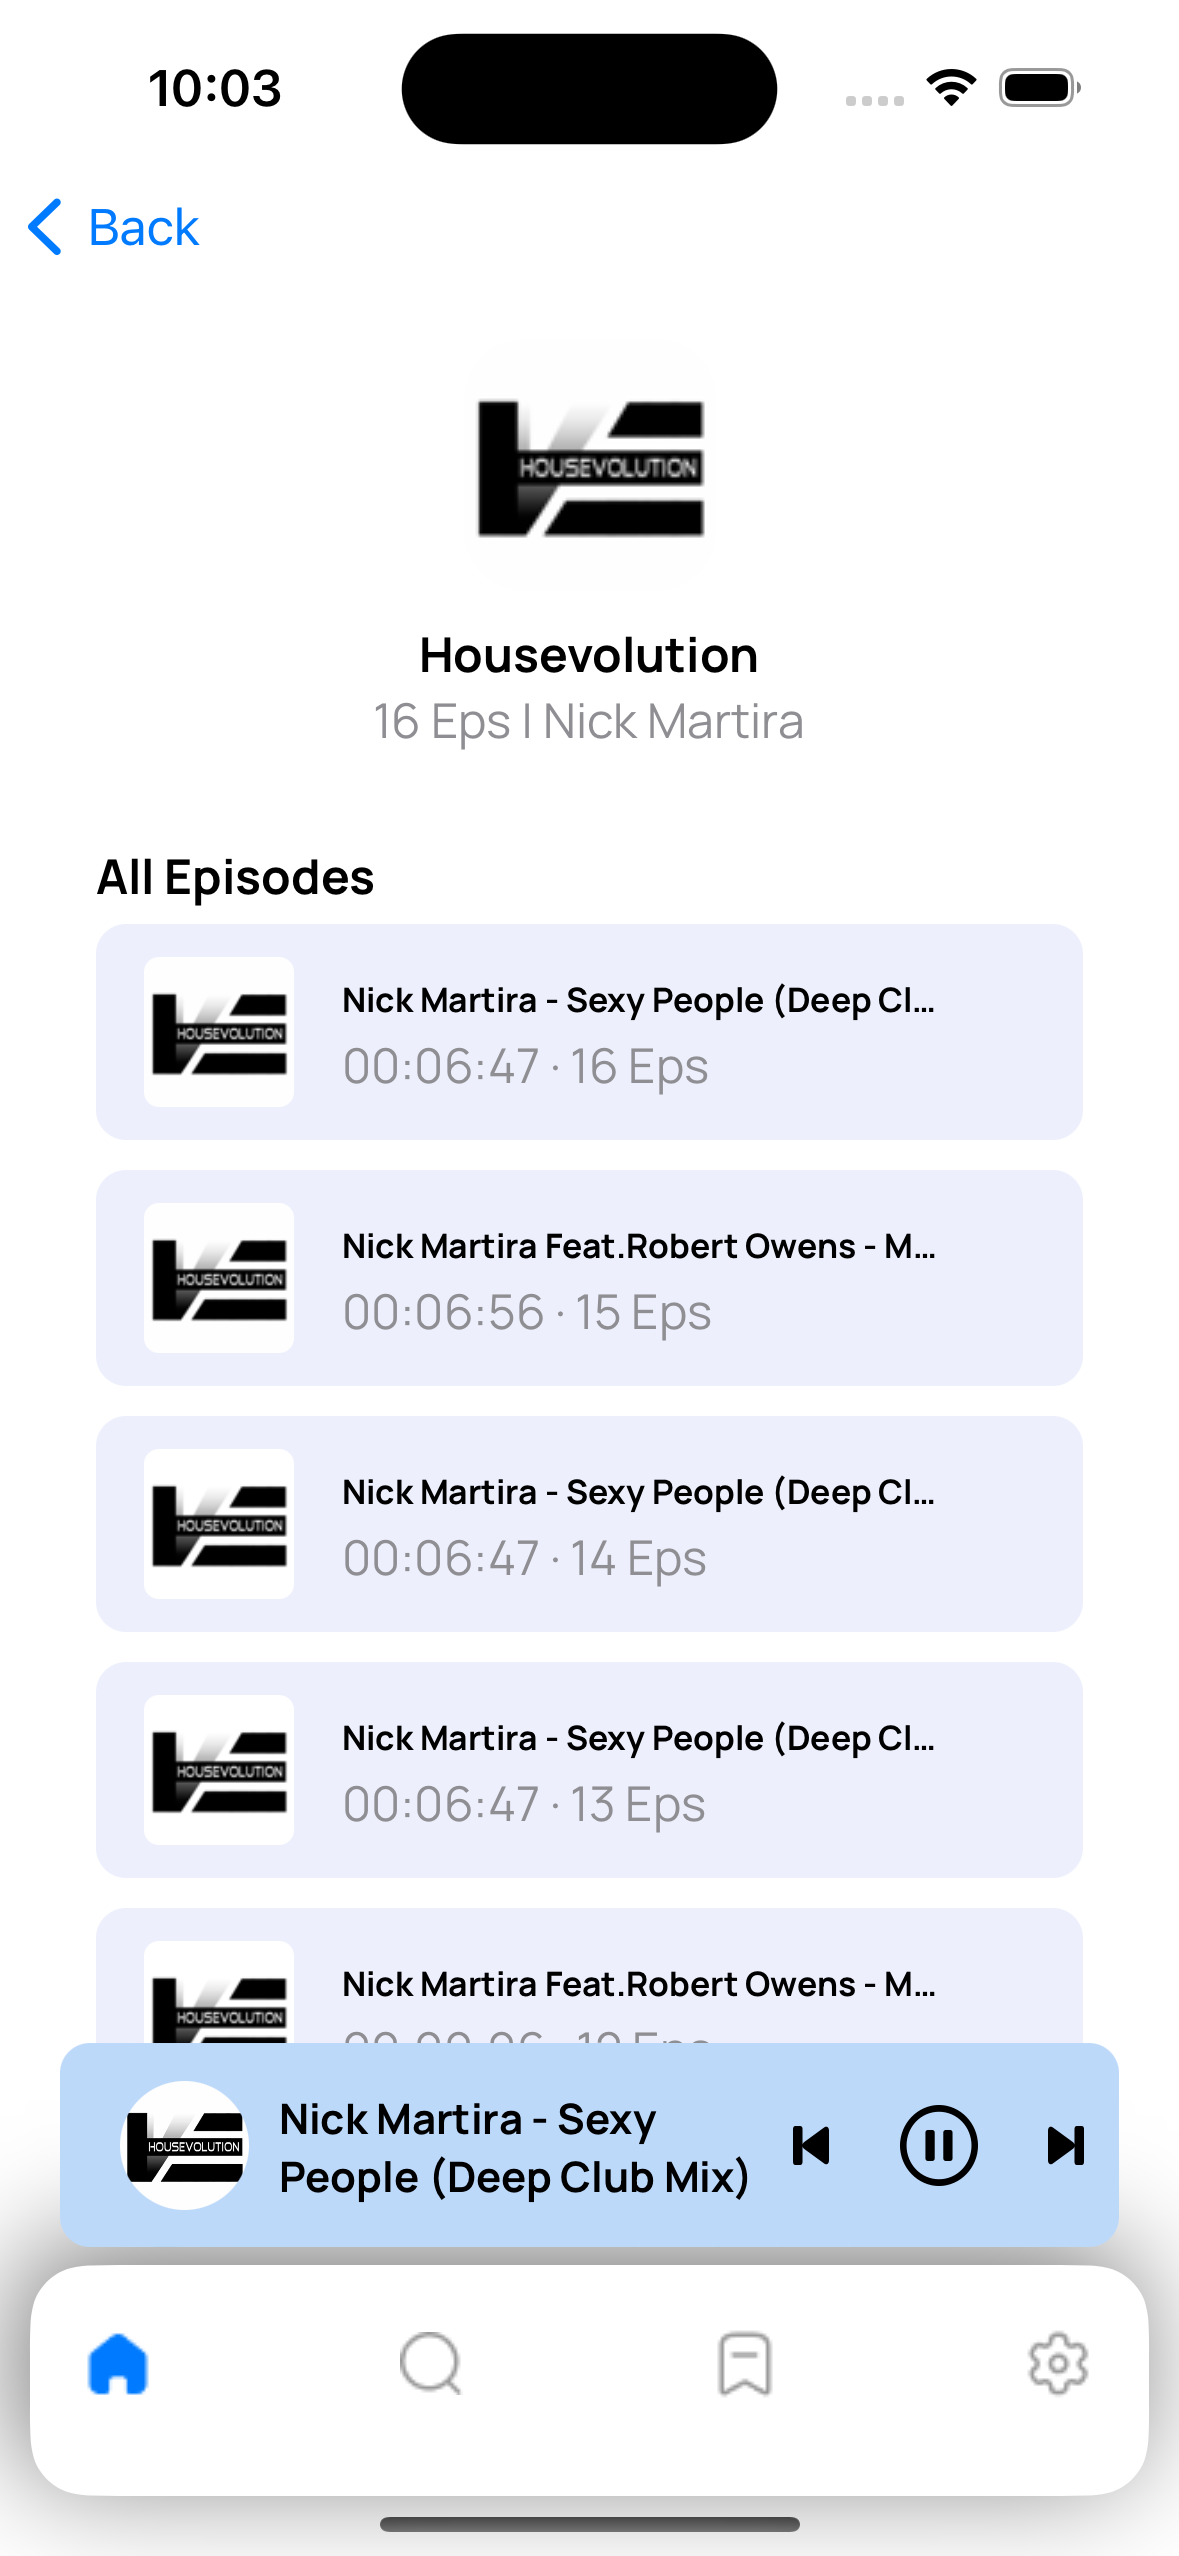 10:03
Back
HOUSEVOLUTION
Housevolution
16 Eps | Nick Martira
All Episodes
HOUSEVOLUTION
Nick Martira - Sexy People (Deep Cl...
00:06:47 · 16 Eps
HOUSEVOLUTION
Nick Martira Feat.Robert Owens - M...
00:06:56 · 15 Eps
HOUSEVOLUTION
Nick Martira - Sexy People (Deep Cl...
00:06:47 · 14 Eps
HOUSEVOLUTION
Nick Martira - Sexy People (Deep Cl...
00:06:47 · 13 Eps
HOUSEVOLUTION
Nick Martira Feat.Robert Owens - M...
HOUSEVOLUTION
Nick Martira - Sexy
People (Deep Club Mix)